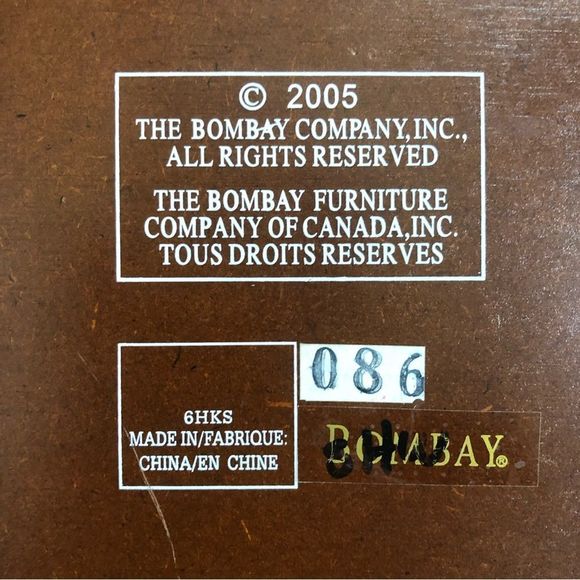 © 2005
THE BOMBAY COMPANY, INC.,
ALL RIGHTS RESERVED
THE BOMBAY FURNITURE
COMPANY OF CANADA, INC.
TOUS DROITS RESERVES
086
6HKS
MADE IN/FABRIQUE:
CHINA/EN CHINE
BOMBAY®